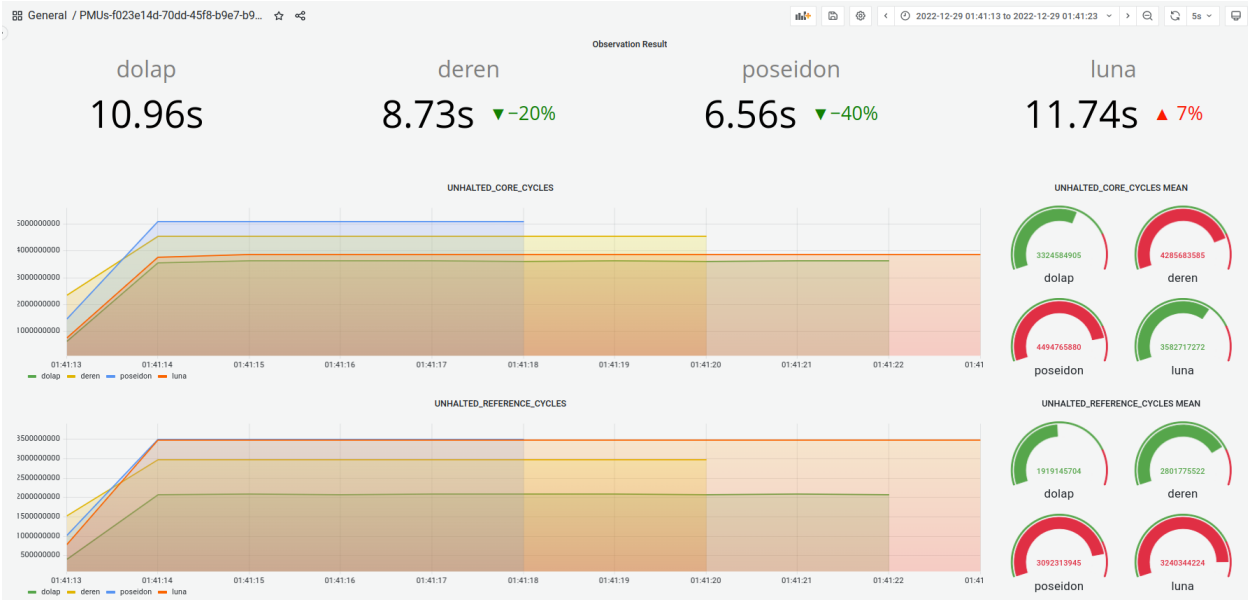 General / PMUs-f023e14d-70dd-45f8-b9e7-b9...
2022-12-29 01:41:13 to 2022-12-29 01:41:23
5s
Observation Result
dolap deren poseidon luna
10.96s 8.73s ▼-20% 6.56s ▼-40% 11.74s ▲ 7%
UNHALTED_CORE_CYCLES
5000000000
4000000000
3000000000
2000000000
1000000000
01:41:13 01:41:14 01:41:15 01:41:16 01:41:17 01:41:18 01:41:19 01:41:20 01:41:21 01:41:22 01:41
dolap deren poseidon luna
UNHALTED_CORE_CYCLES MEAN
3324584905 4285683585
dolap deren
4494765880 3582717272
poseidon luna
UNHALTED_REFERENCE_CYCLES
3500000000
3000000000
2500000000
2000000000
1500000000
1000000000
500000000
01:41:13 01:41:14 01:41:15 01:41:16 01:41:17 01:41:18 01:41:19 01:41:20 01:41:21 01:41:22 01:41
dolap deren poseidon luna
UNHALTED_REFERENCE_CYCLES MEAN
1919145704 2801775522
dolap deren
3092313945 3240344224
poseidon luna